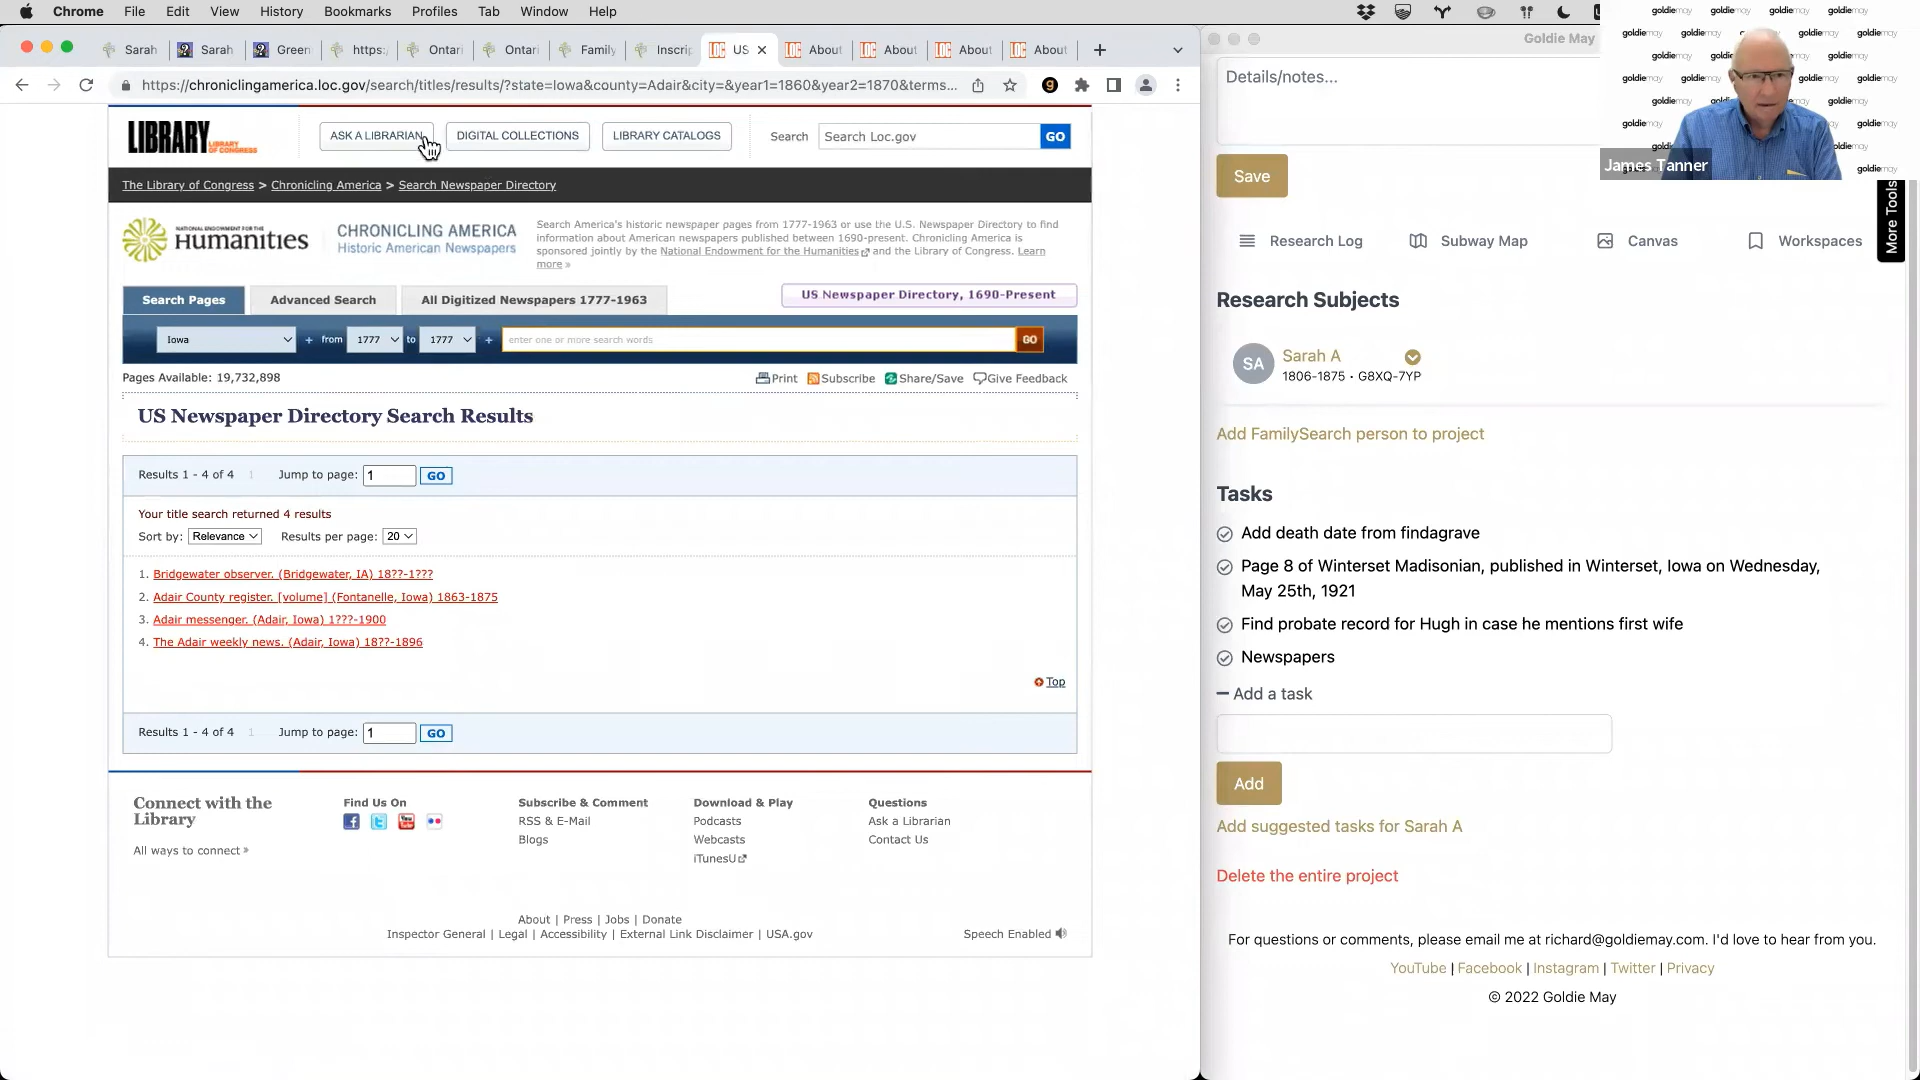 Chrome File Edit View History Bookmarks Profiles Tab Window Help
Sarah
Sarah
Green
https:
Ontari
Ontari
Family
Inscrip
US
About
About
About
About
https://chroniclingamerica.loc.gov/search/titles/results/?state=Iowa&county=Adair&city=&year1=1860&year2=1870&terms...
LIBRARY LIBRARY OF CONGRESS
ASK A LIBRARIAN
DIGITAL COLLECTIONS
LIBRARY CATALOGS
Search Search Loc.gov GO
The Library of Congress > Chronicling America > Search Newspaper Directory
NATIONAL ENDOWMENT FOR THE
Humanities
CHRONICLING AMERICA
Historic American Newspapers
Search America's historic newspaper pages from 1777-1963 or use the U.S. Newspaper Directory to find
information about American newspapers published between 1690-present. Chronicling America is
sponsored jointly by the National Endowment for the Humanities and the Library of Congress. Learn
more »
Search Pages Advanced Search All Digitized Newspapers 1777-1963 US Newspaper Directory, 1690-Present
Iowa + from 1777 to 1777 + enter one or more search words GO
Pages Available: 19,732,898 Print Subscribe Share/Save Give Feedback
US Newspaper Directory Search Results
Results 1 - 4 of 4 1 Jump to page: 1 GO
Your title search returned 4 results
Sort by: Relevance Results per page: 20
1. Bridgewater observer. (Bridgewater, IA) 18??-1???
2. Adair County register. [volume] (Fontanelle, Iowa) 1863-1875
3. Adair messenger. (Adair, Iowa) 1???-1900
4. The Adair weekly news. (Adair, Iowa) 18??-1896
Top
Results 1 - 4 of 4 1 Jump to page: 1 GO
Connect with the
Library
All ways to connect »
Find Us On
Subscribe & Comment
RSS & E-Mail
Blogs
Download & Play
Podcasts
Webcasts
iTunesU
Questions
Ask a Librarian
Contact Us
About | Press | Jobs | Donate
Inspector General | Legal | Accessibility | External Link Disclaimer | USA.gov
Speech Enabled
Goldie May
Details/notes...
Save
Research Log Subway Map Canvas Workspaces
More Tools
Research Subjects
SA
Sarah A
1806-1875 • G8XQ-7YP
Add FamilySearch person to project
Tasks
Add death date from findagrave
Page 8 of Winterset Madisonian, published in Winterset, Iowa on Wednesday,
May 25th, 1921
Find probate record for Hugh in case he mentions first wife
Newspapers
Add a task
Add
Add suggested tasks for Sarah A
Delete the entire project
For questions or comments, please email me at richard@goldiemay.com. I'd love to hear from you.
YouTube | Facebook | Instagram | Twitter | Privacy
© 2022 Goldie May
goldiemay goldiemay goldiemay goldiemay
James Tanner